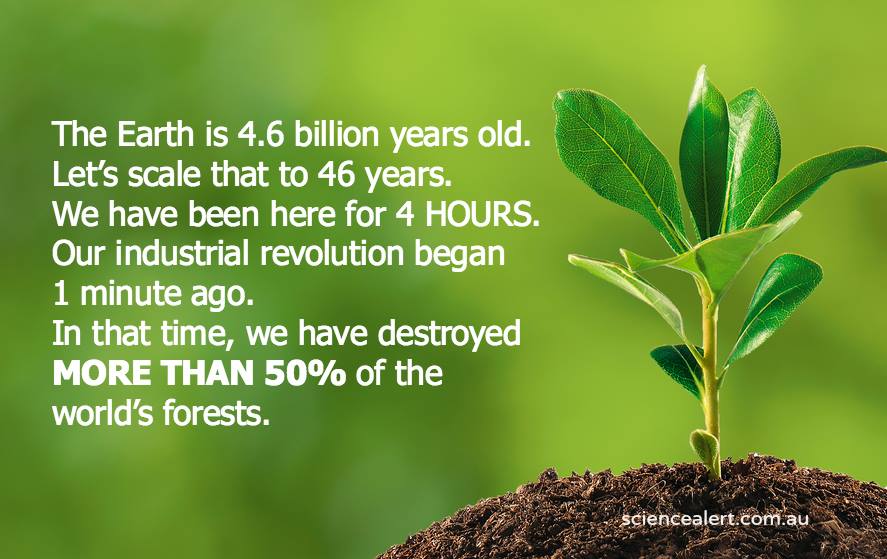 The Earth is 4.6 billion years old.
Let’s scale that to 46 years.
We have been here for 4 HOURS.
Our industrial revolution began
1 minute ago.
In that time, we have destroyed
MORE THAN 50% of the
world’s forests.
sciencealert.com.au